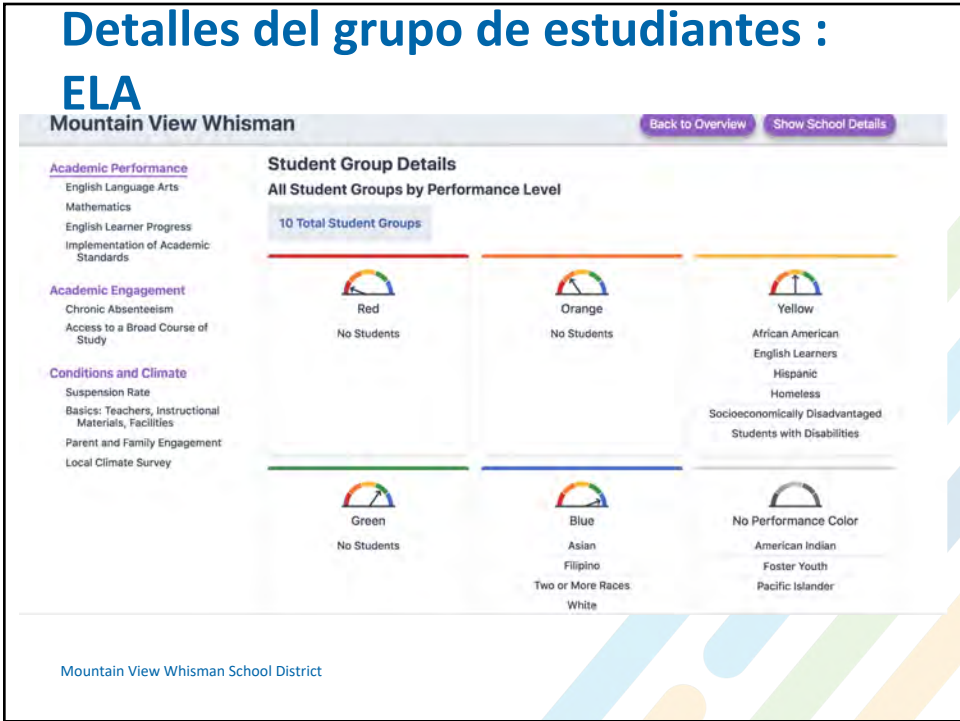 Detalles del grupo de estudiantes :
ELA
Mountain View Whisman
Back to Overview
Show School Details
Academic Performance
English Language Arts
Mathematics
English Learner Progress
Implementation of Academic
Standards
Academic Engagement
Chronic Absenteeism
Access to a Broad Course of
Study
Conditions and Climate
Suspension Rate
Basics: Teachers, Instructional
Materials, Facilities
Parent and Family Engagement
Local Climate Survey
Student Group Details
All Student Groups by Performance Level
10 Total Student Groups
Red
No Students
Orange
No Students
Yellow
African American
English Learners
Hispanic
Homeless
Socioeconomically Disadvantaged
Students with Disabilities
Green
No Students
Blue
Asian
Filipino
Two or More Races
White
No Performance Color
American Indian
Foster Youth
Pacific Islander
Mountain View Whisman School District